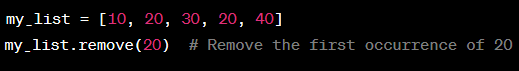 my_list = [10, 20, 30, 20, 40]
my_list.remove(20)  # Remove the first occurrence of 20